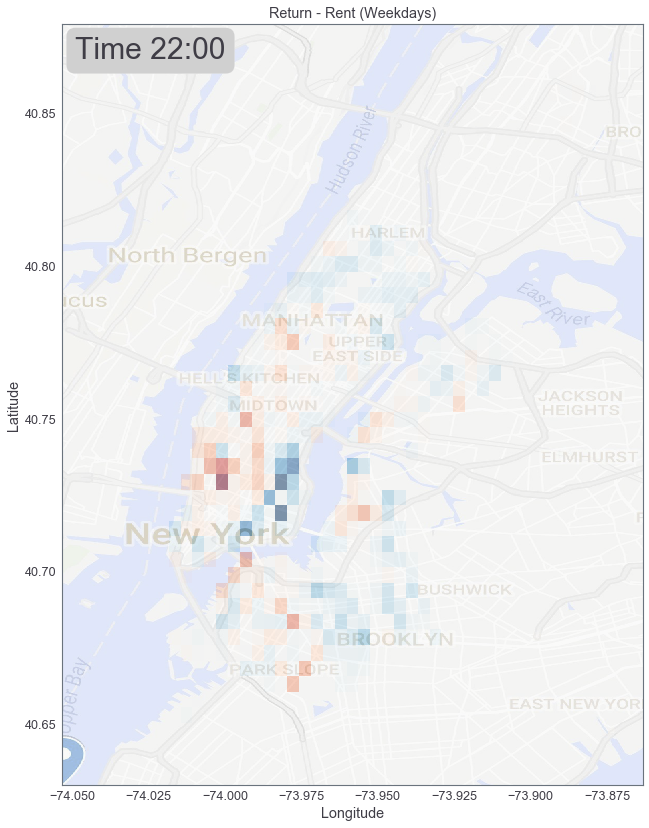 Return - Rent (Weekdays)
Time 22:00
Hudson River
BRO
HARLEM
North Bergen
ucus
East River
MANHATTAN
UPPER
EAST SIDE
HELL'S KITCHEN
MIDTOWN
JACKSON
HEIGHTS
ELMHURST
New York
BUSHWICK
BROOKLYN
PARK SLOPE
EAST NEW YOR
pper Bay
40.85
40.80
40.75
40.70
40.65
Latitude
−74.050 −74.025 −74.000 −73.975 −73.950 −73.925 −73.900 −73.875
Longitude